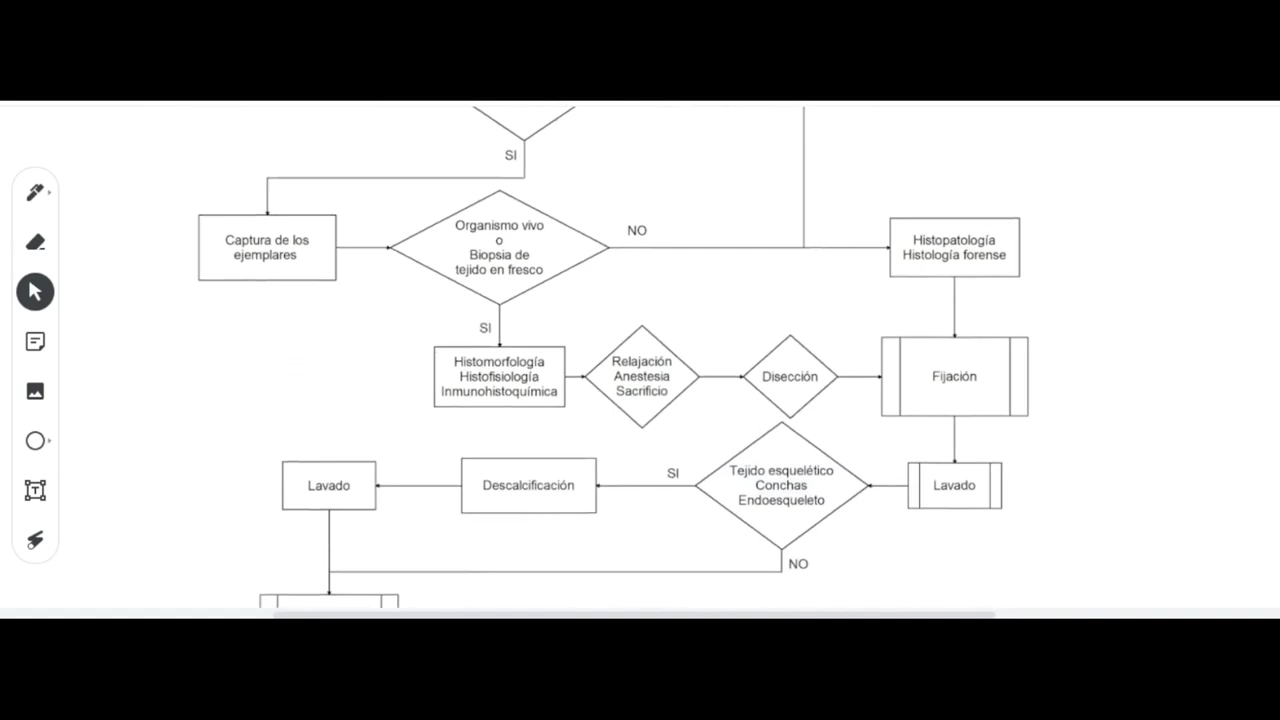 SI
Captura de los
ejemplares
Organismo vivo
o
Biopsia de
tejido en fresco
NO
Histopatología
Histología forense
SI
Histomorfología
Histofisiología
Inmunohistoquímica
Relajación
Anestesia
Sacrificio
Disección
Fijación
Lavado
Descalcificación
SI
Tejido esquelético
Conchas
Endoesqueleto
Lavado
NO
T